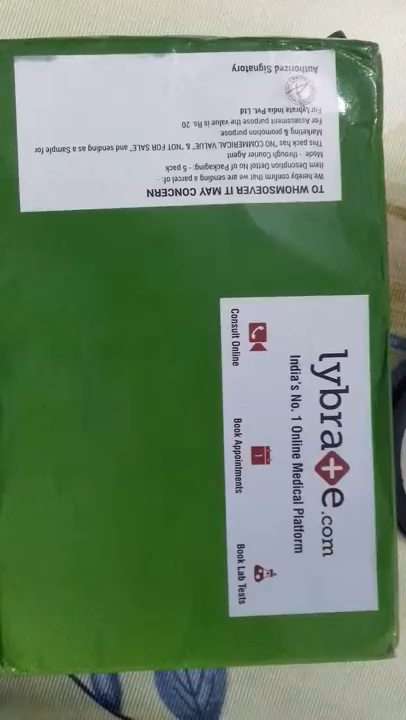 TO WHOMSOEVER IT MAY CONCERN
We hereby confirm that we are sending a parcel of: -
Item Description Dettol No of Packaging: - 5 pack
Mode - through Courier Agent
This pack has "NO COMMERICAL VALUE" & "NOT FOR SALE" and sending as a Sample for
Marketing & promotion purpose.
For Assessment purpose the value is Rs. 20
For Lybrate India Pvt. Ltd
Authorized Signatory
lybrate.com
India's No. 1 Online Medical Platform
Consult Online
Book Appointments
Book Lab Tests